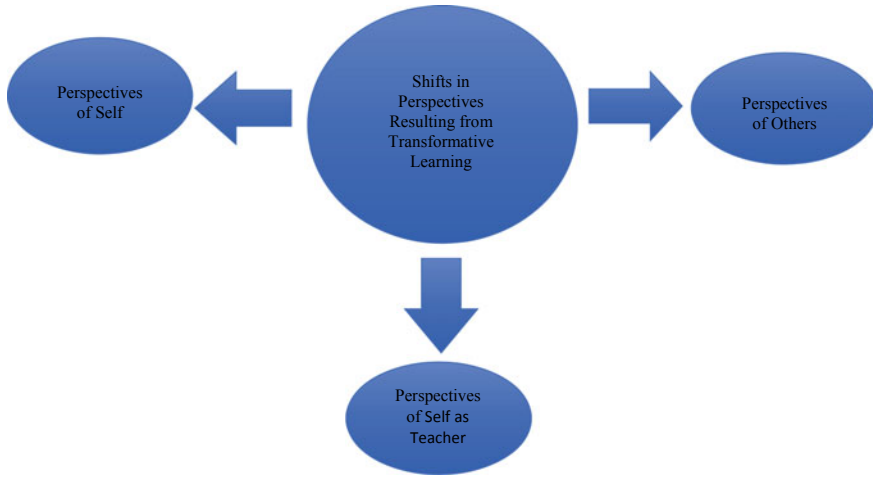 Perspectives
of Self
Shifts in
Perspectives
Resulting from
Transformative
Learning
Perspectives
of Others
Perspectives
of Self as
Teacher